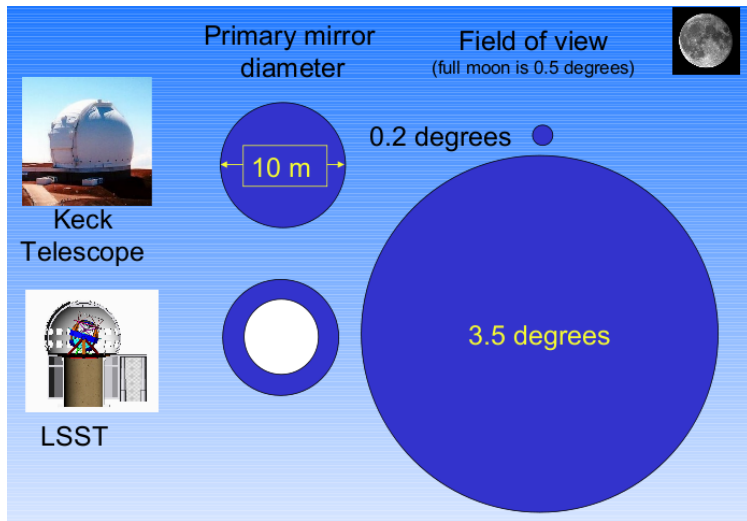 Primary mirror
diameter
Field of view
(full moon is 0.5 degrees)
0.2 degrees
10 m
Keck
Telescope
3.5 degrees
LSST